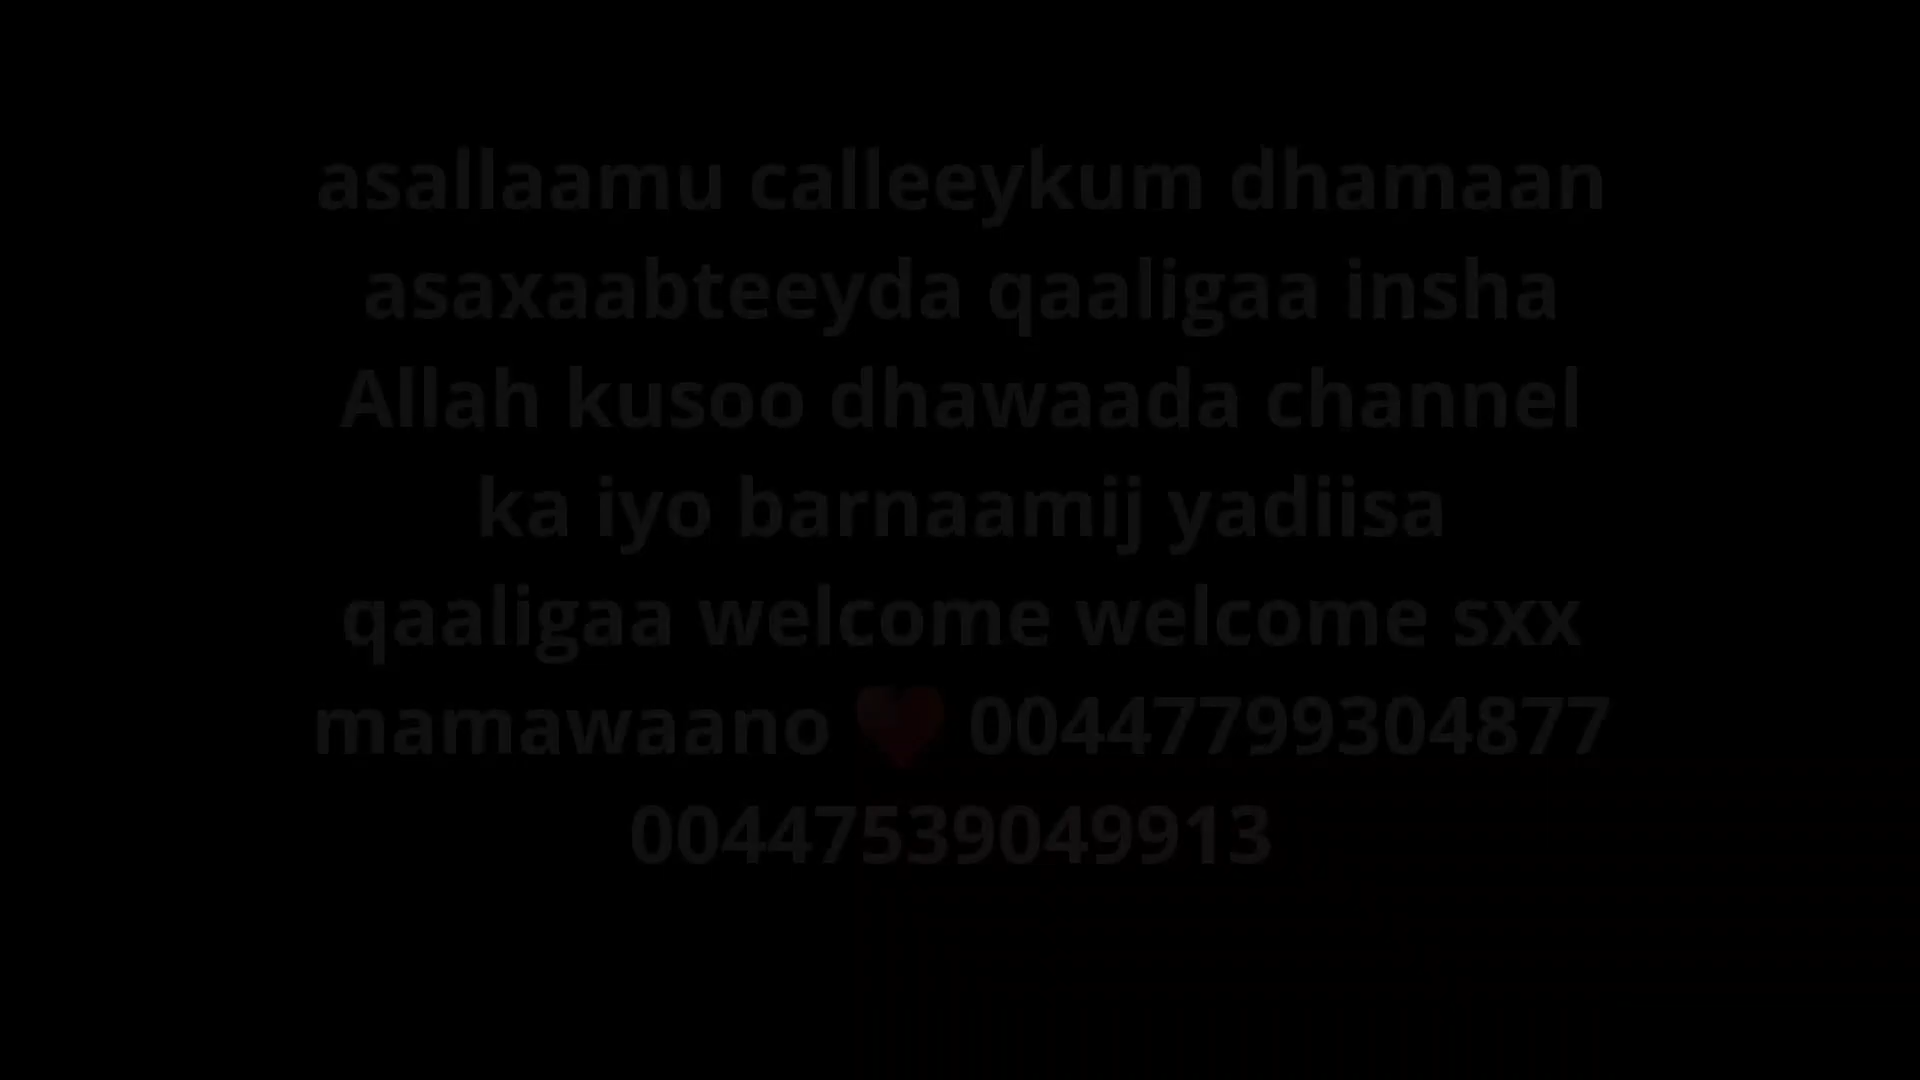 asallaamu calleeykum dhamaan
asaxaabteeyda qaaligaa insha
Allah kusoo dhawaada channel
ka iyo barnaamij yadiisa
qaaligaa welcome welcome sxx
mamawaano ❤ 00447799304877
00447539049913